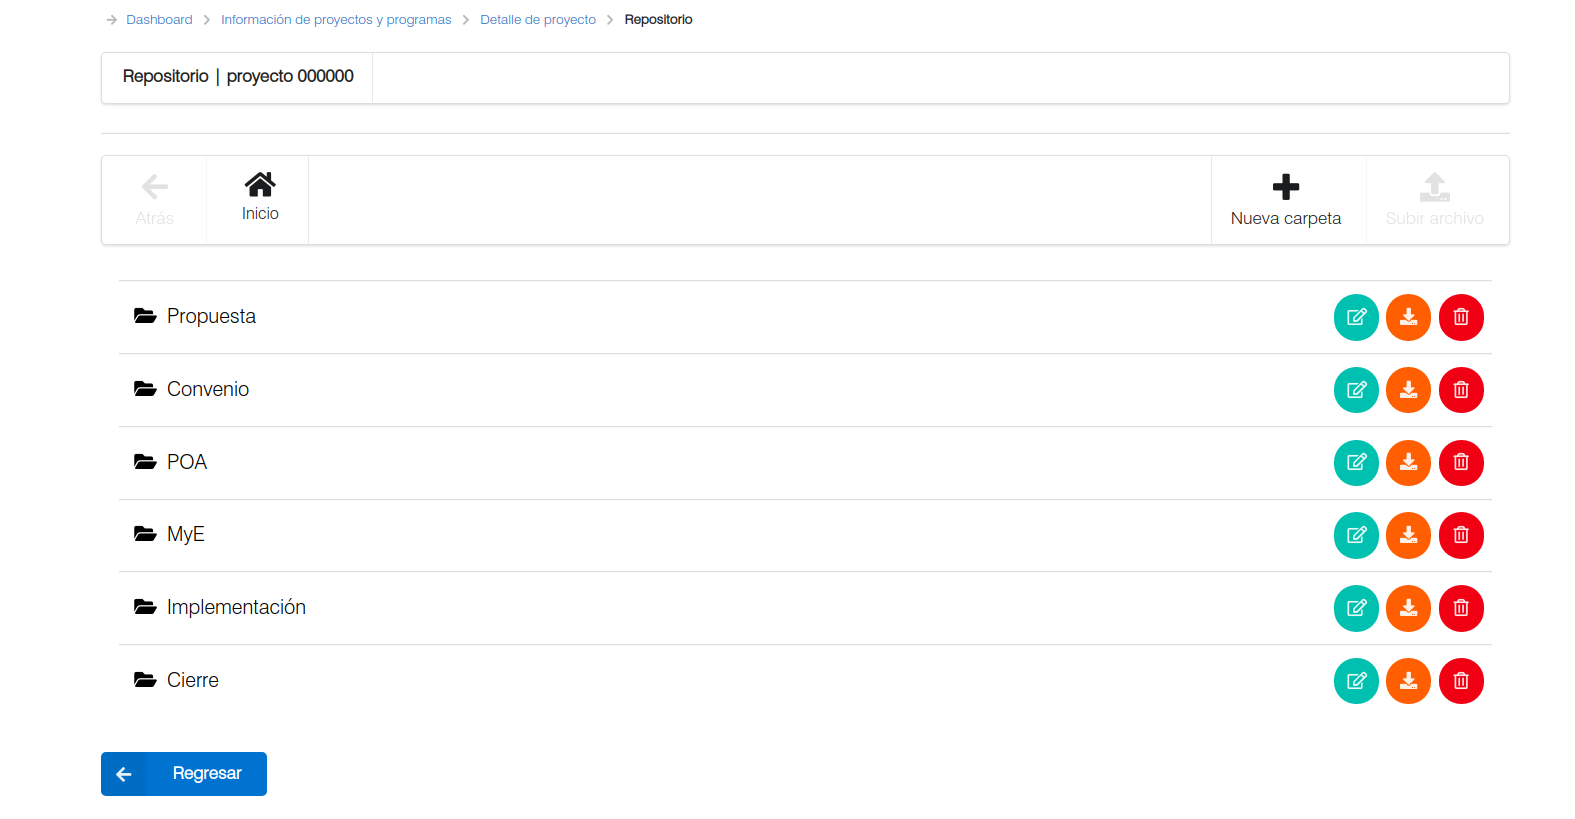 Dashboard Información de proyectos y programas Detalle de proyecto Repositorio
Repositorio | proyecto 000000
Atrás Inicio Nueva carpeta Subir archivo
Propuesta
Convenio
POA
MyE
Implementación
Cierre
Regresar